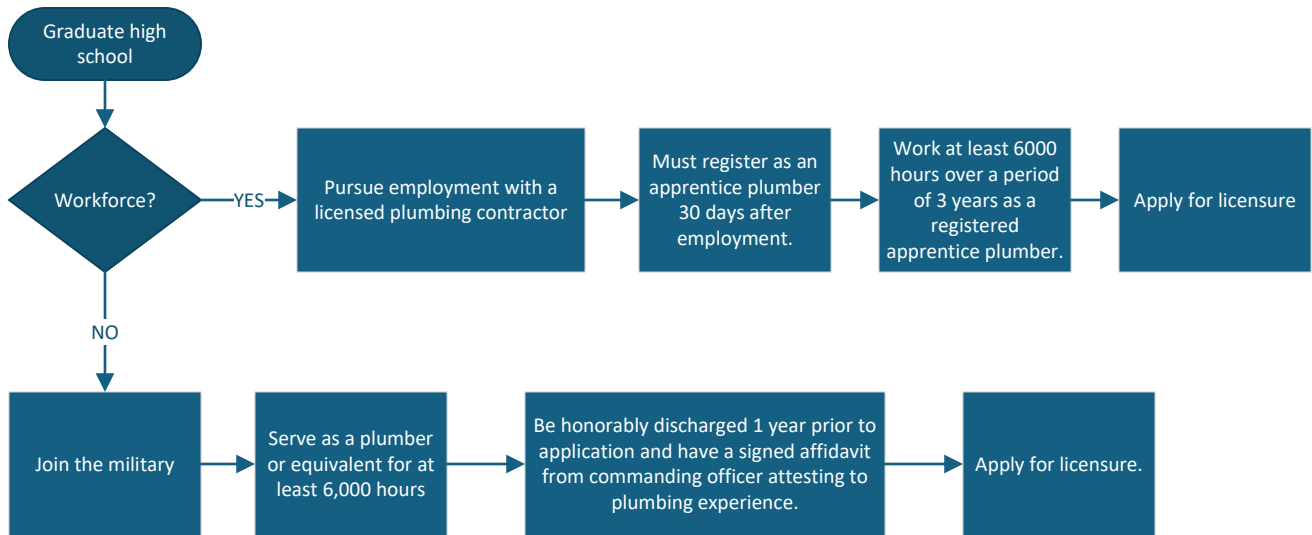 Graduate high
school
Workforce?
YES
Pursue employment with a
licensed plumbing contractor
Must register as an
apprentice plumber
30 days after
employment.
Work at least 6000
hours over a period
of 3 years as a
registered
apprentice plumber.
Apply for licensure
NO
Join the military
Serve as a plumber
or equivalent for at
least 6,000 hours
Be honorably discharged 1 year prior to
application and have a signed affidavit
from commanding officer attesting to
plumbing experience.
Apply for licensure.